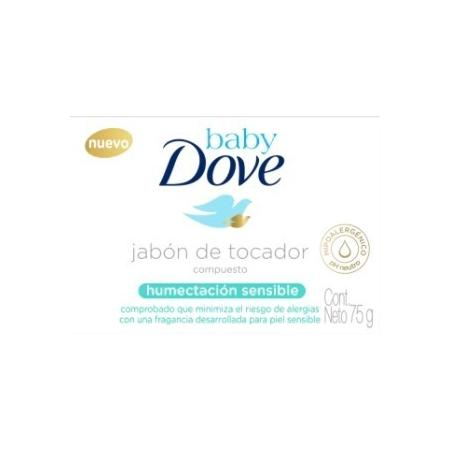 nuevo
baby
Dove
jabón de tocador
compuesto
HIPOALERGÉNICO
pH neutro
humectación sensible
comprobado que minimiza el riesgo de alergias
con una fragancia desarrollada para piel sensible
Cont.
Neto 75 g